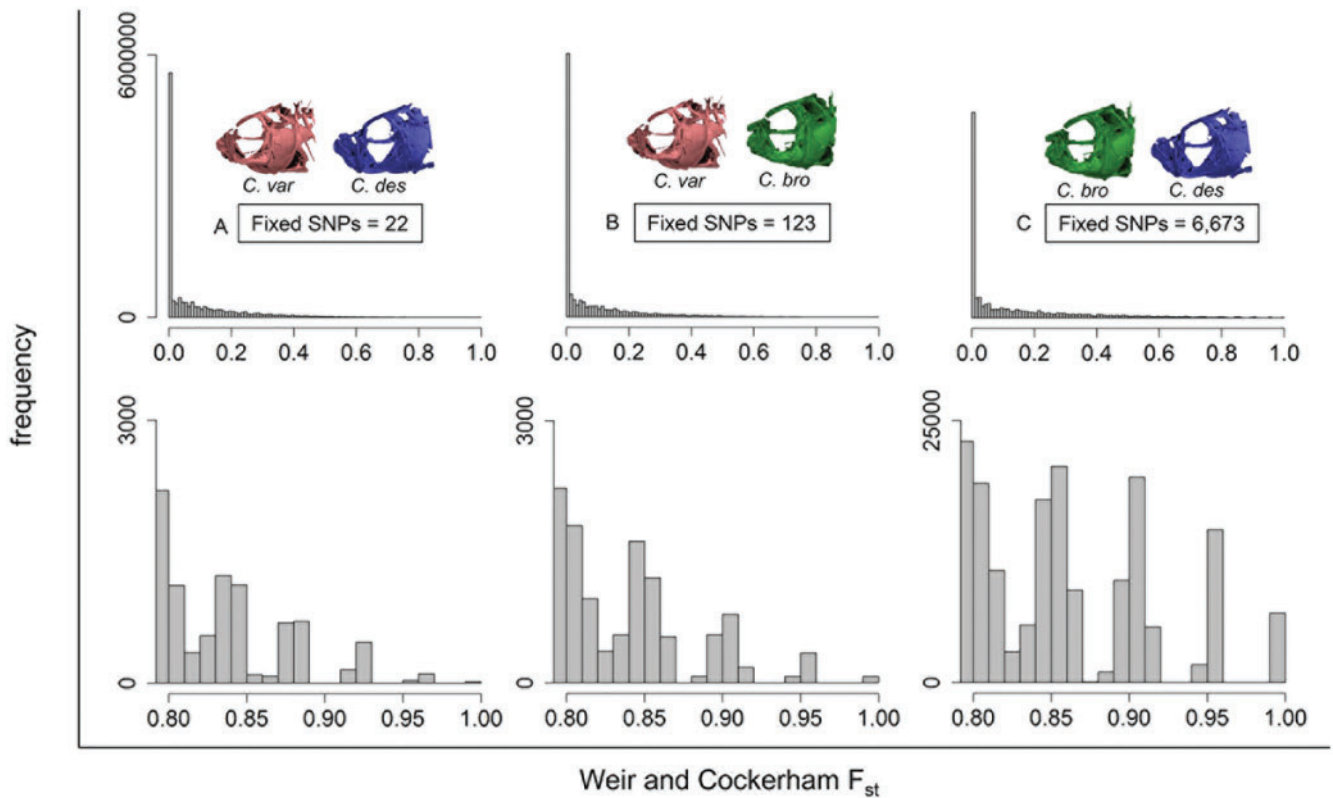 6000000
0
C. var C. des
A Fixed SNPs = 22
0.0 0.2 0.4 0.6 0.8 1.0
C. var C. bro
B Fixed SNPs = 123
0.0 0.2 0.4 0.6 0.8 1.0
C. bro C. des
C Fixed SNPs = 6,673
0.0 0.2 0.4 0.6 0.8 1.0
frequency
3000
0
0.80 0.85 0.90 0.95 1.00
3000
0
0.80 0.85 0.90 0.95 1.00
25000
0
0.80 0.85 0.90 0.95 1.00
Weir and Cockerham Fst